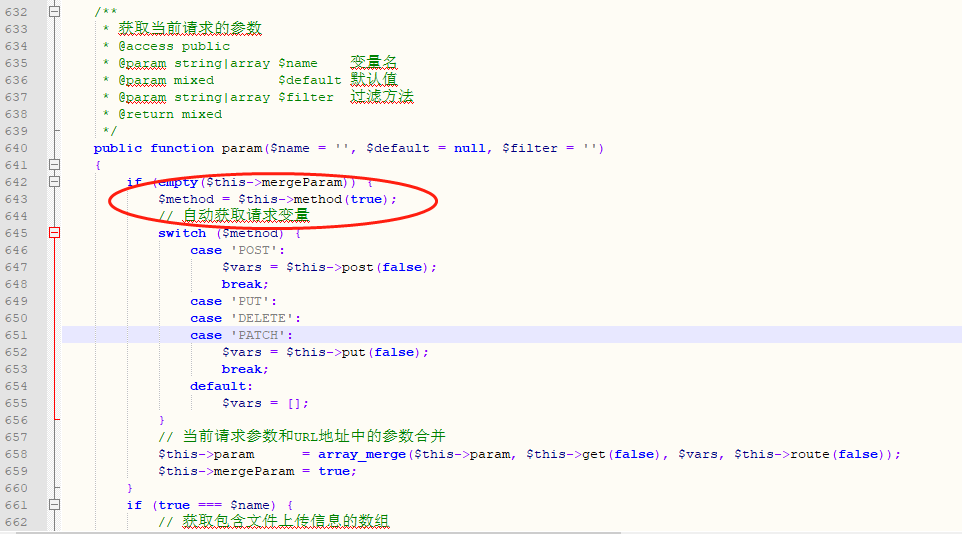 632 /**
633 * 获取当前请求的参数
634 * @access public
635 * @param string|array $name 变量名
636 * @param mixed $default 默认值
637 * @param string|array $filter 过滤方法
638 * @return mixed
639 */
640 public function param($name = '', $default = null, $filter = '')
641 {
642 if (empty($this->mergeParam)) {
643 $method = $this->method(true);
644 // 自动获取请求变量
645 switch ($method) {
646 case 'POST':
647 $vars = $this->post(false);
648 break;
649 case 'PUT':
650 case 'DELETE':
651 case 'PATCH':
652 $vars = $this->put(false);
653 break;
654 default:
655 $vars = [];
656 }
657 // 当前请求参数和URL地址中的参数合并
658 $this->param = array_merge($this->param, $this->get(false), $vars, $this->route(false));
659 $this->mergeParam = true;
660 }
661 if (true === $name) {
662 // 获取包含文件上传信息的数组